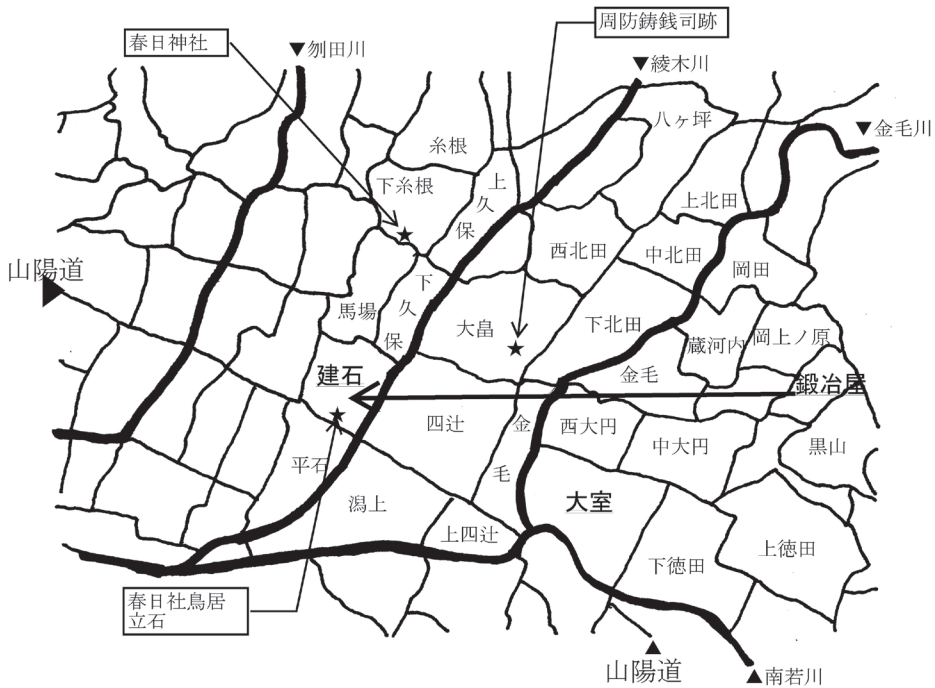 周防鋳銭司跡
春日神社
▼刎田川
▼綾木川
八ヶ坪
▼金毛川
糸根
下糸根
上久保
上北田
西北田
中北田
岡田
山陽道
下久保
馬場
大畠
下北田
蔵河内
岡上ノ原
建石
金毛
鍛冶屋
四辻
金毛
西大円
中大円
黒山
平石
潟上
大室
上四辻
下徳田
上徳田
春日社鳥居
立石
山陽道
▲南若川